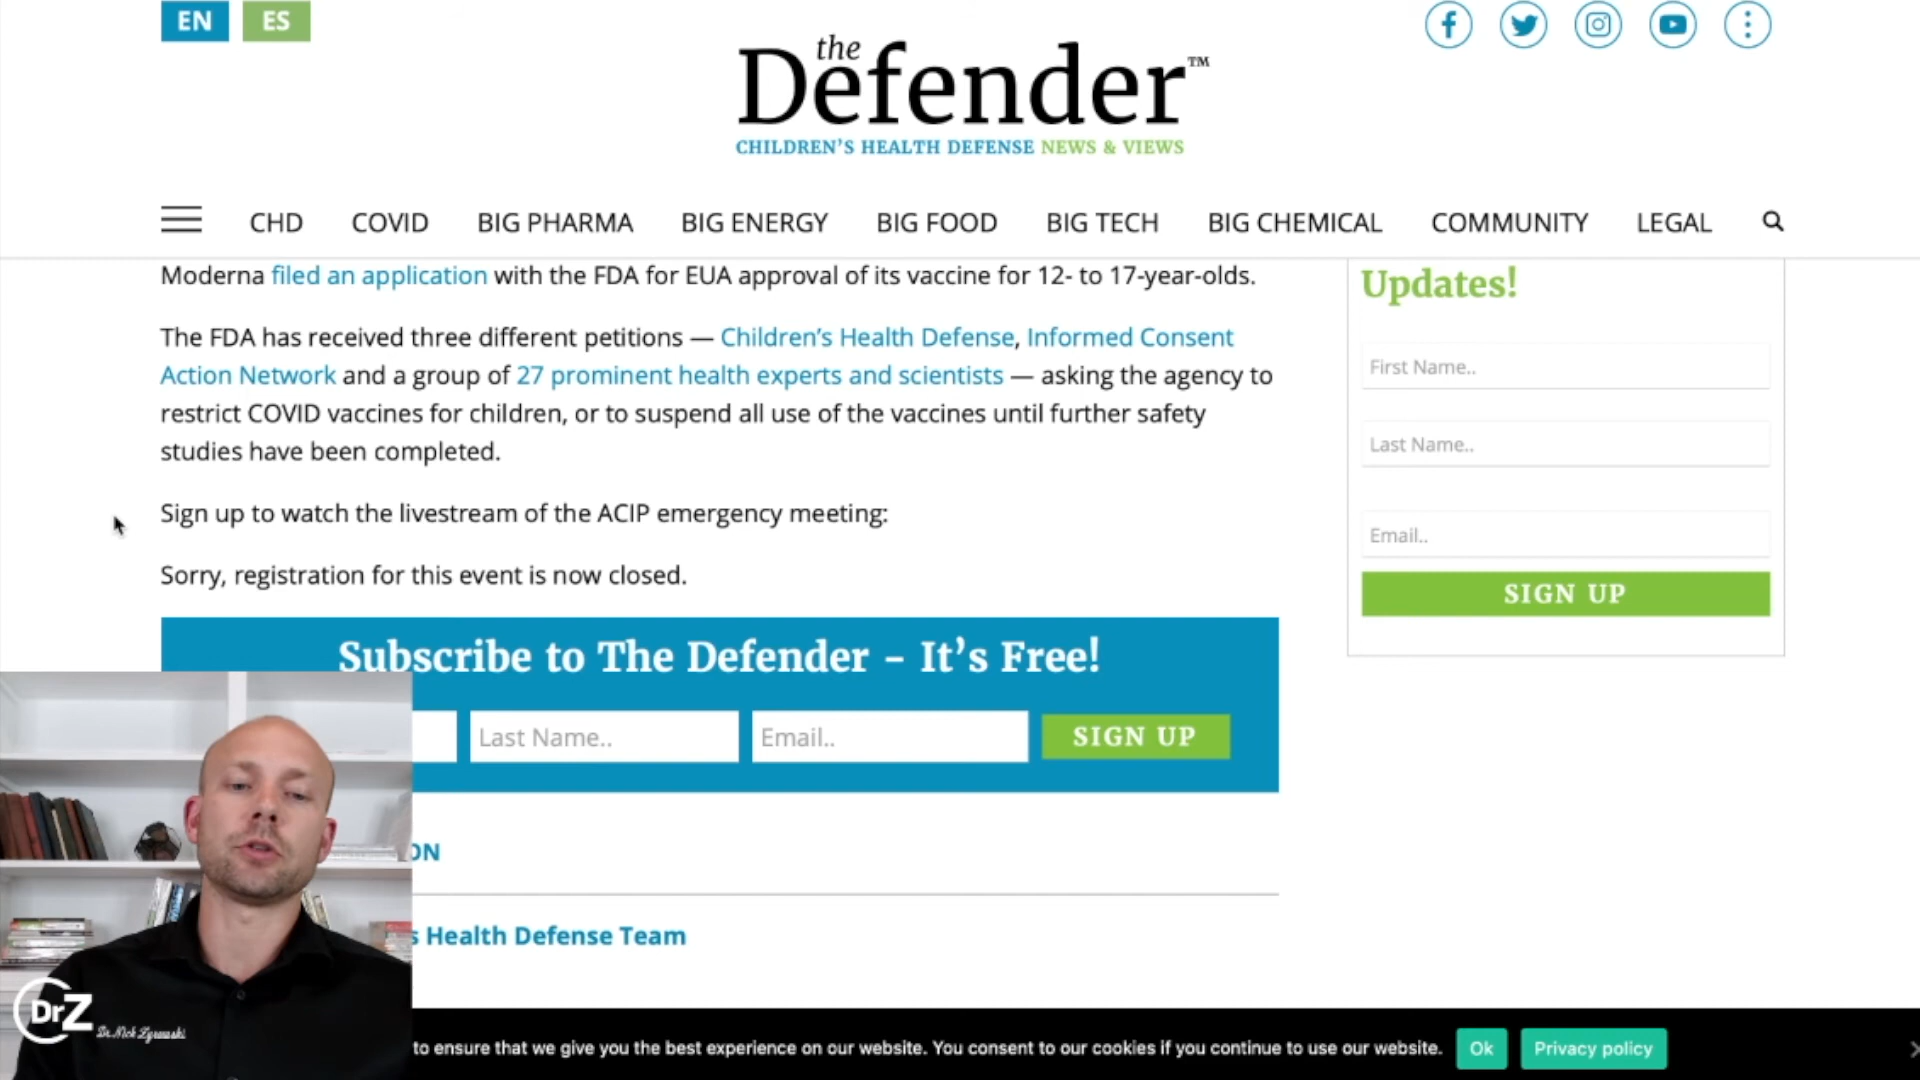 EN ES
the
Defender™
CHILDREN'S HEALTH DEFENSE NEWS & VIEWS
CHD COVID BIG PHARMA BIG ENERGY BIG FOOD BIG TECH BIG CHEMICAL COMMUNITY LEGAL
Moderna filed an application with the FDA for EUA approval of its vaccine for 12- to 17-year-olds.
The FDA has received three different petitions — Children's Health Defense, Informed Consent
Action Network and a group of 27 prominent health experts and scientists — asking the agency to
restrict COVID vaccines for children, or to suspend all use of the vaccines until further safety
studies have been completed.
Sign up to watch the livestream of the ACIP emergency meeting:
Sorry, registration for this event is now closed.
Subscribe to The Defender – It's Free!
Last Name.. Email.. SIGN UP
ON
s Health Defense Team
Updates!
First Name..
Last Name..
Email..
SIGN UP
DrZ
Dr. Nick Zyrowski
to ensure that we give you the best experience on our website. You consent to our cookies if you continue to use our website. Ok Privacy policy